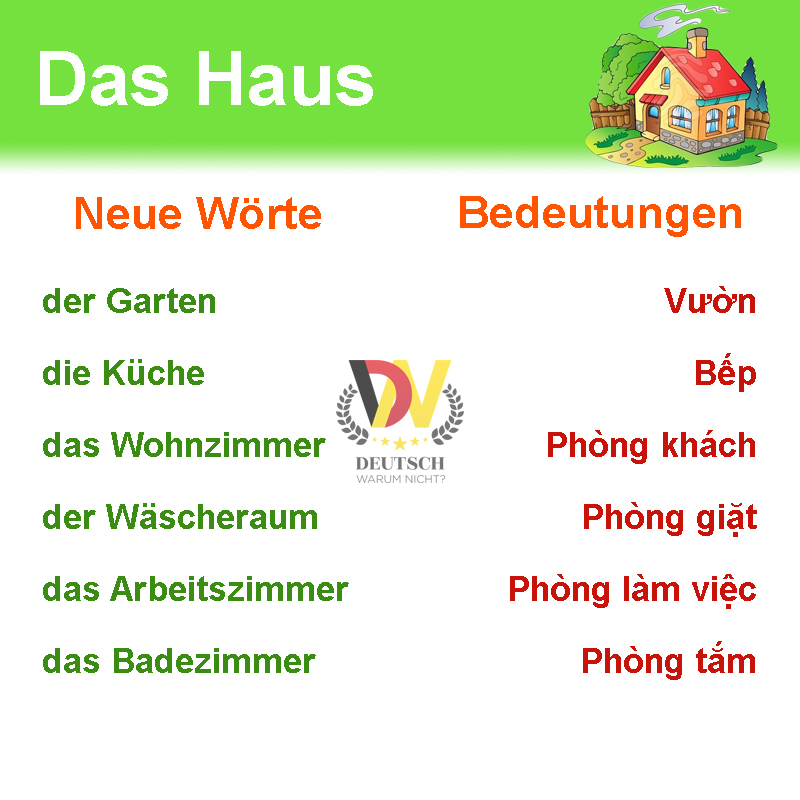 Das Haus
Neue Wörte Bedeutungen
der Garten Vườn
die Küche Bếp
das Wohnzimmer Phòng khách
der Wäscheraum Phòng giặt
das Arbeitszimmer Phòng làm việc
das Badezimmer Phòng tắm
DW
DEUTSCH
WARUM NICHT?